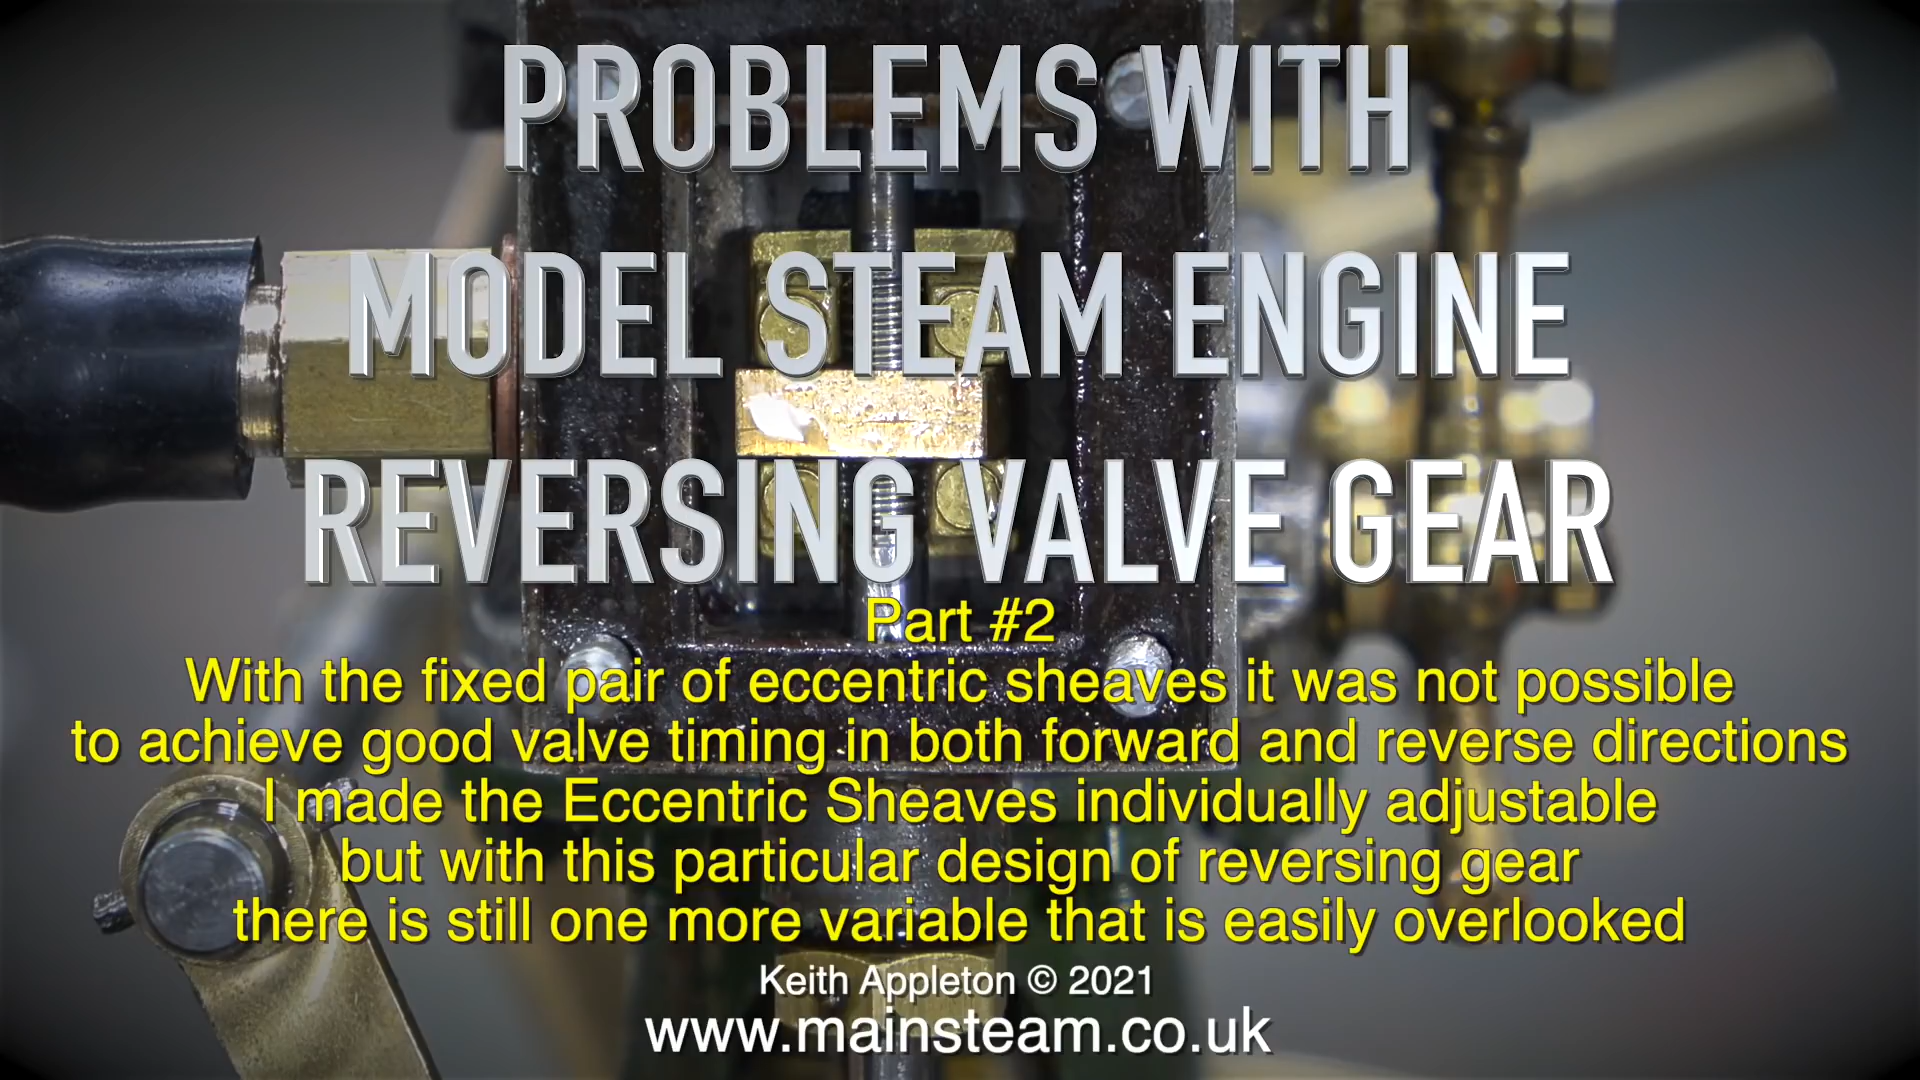 PROBLEMS WITH
MODEL STEAM ENGINE
REVERSING VALVE GEAR
Part #2
With the fixed pair of eccentric sheaves it was not possible
to achieve good valve timing in both forward and reverse directions
I made the Eccentric Sheaves individually adjustable
but with this particular design of reversing gear
there is still one more variable that is easily overlooked
Keith Appleton © 2021
www.mainsteam.co.uk